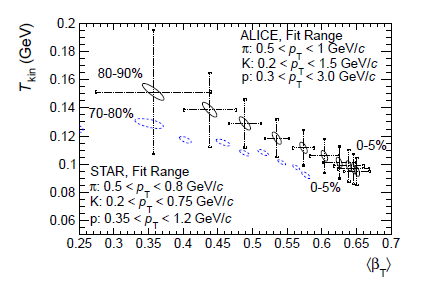 T_kin (GeV)
0.2
0.18
0.16
0.14
0.12
0.1
0.08
0.06
ALICE, Fit Range
π: 0.5 < p_T < 1 GeV/c
K: 0.2 < p_T < 1.5 GeV/c
p: 0.3 < p_T < 3.0 GeV/c
80-90%
70-80%
0-5%
0-5%
STAR, Fit Range
π: 0.5 < p_T < 0.8 GeV/c
K: 0.2 < p_T < 0.75 GeV/c
p: 0.35 < p_T < 1.2 GeV/c
0.25 0.3 0.35 0.4 0.45 0.5 0.55 0.6 0.65 0.7
⟨β_T⟩